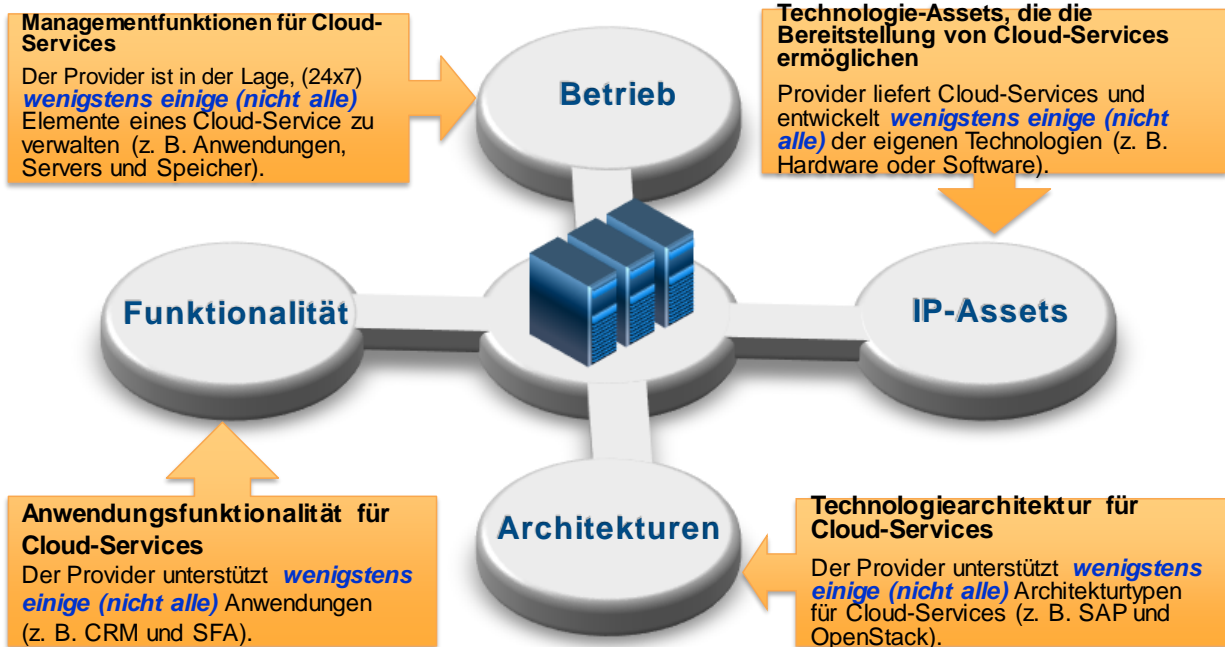 Managementfunktionen für Cloud-
Services
Der Provider ist in der Lage, (24x7)
wenigstens einige (nicht alle)
Elemente eines Cloud-Service zu
verwalten (z. B. Anwendungen,
Servers und Speicher).
Betrieb
Technologie-Assets, die die
Bereitstellung von Cloud-Services
ermöglichen
Provider liefert Cloud-Services und
entwickelt wenigstens einige (nicht
alle) der eigenen Technologien (z. B.
Hardware oder Software).
Funktionalität
IP-Assets
Anwendungsfunktionalität für
Cloud-Services
Der Provider unterstützt wenigstens
einige (nicht alle) Anwendungen
(z. B. CRM und SFA).
Architekturen
Technologiearchitektur für
Cloud-Services
Der Provider unterstützt wenigstens
einige (nicht alle) Architekturtypen
für Cloud-Services (z. B. SAP und
OpenStack).